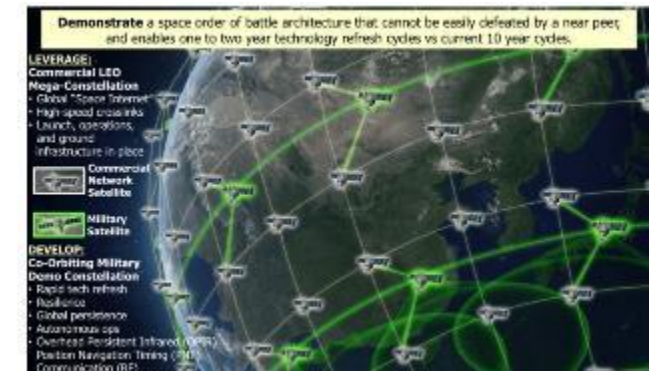 Demonstrate a space order of battle architecture that cannot be easily defeated by a near peer,
and enables one to two year technology refresh cycles vs current 10 year cycles.
LEVERAGE:
Commercial LEO
Mega-Constellation
• Global "Space Internet"
• High-speed crosslinks
• Launch, operations,
and ground
infrastructure in place
Commercial
Network
Satellite
Military
Satellite
DEVELOP:
Co-Orbiting Military
Demo Constellation
• Rapid tech refresh
• Resilience
• Global persistence
• Autonomous ops
• Overhead Persistent Infrared (OPIR)
Position Navigation Timing (PNT)
Communication (RF)